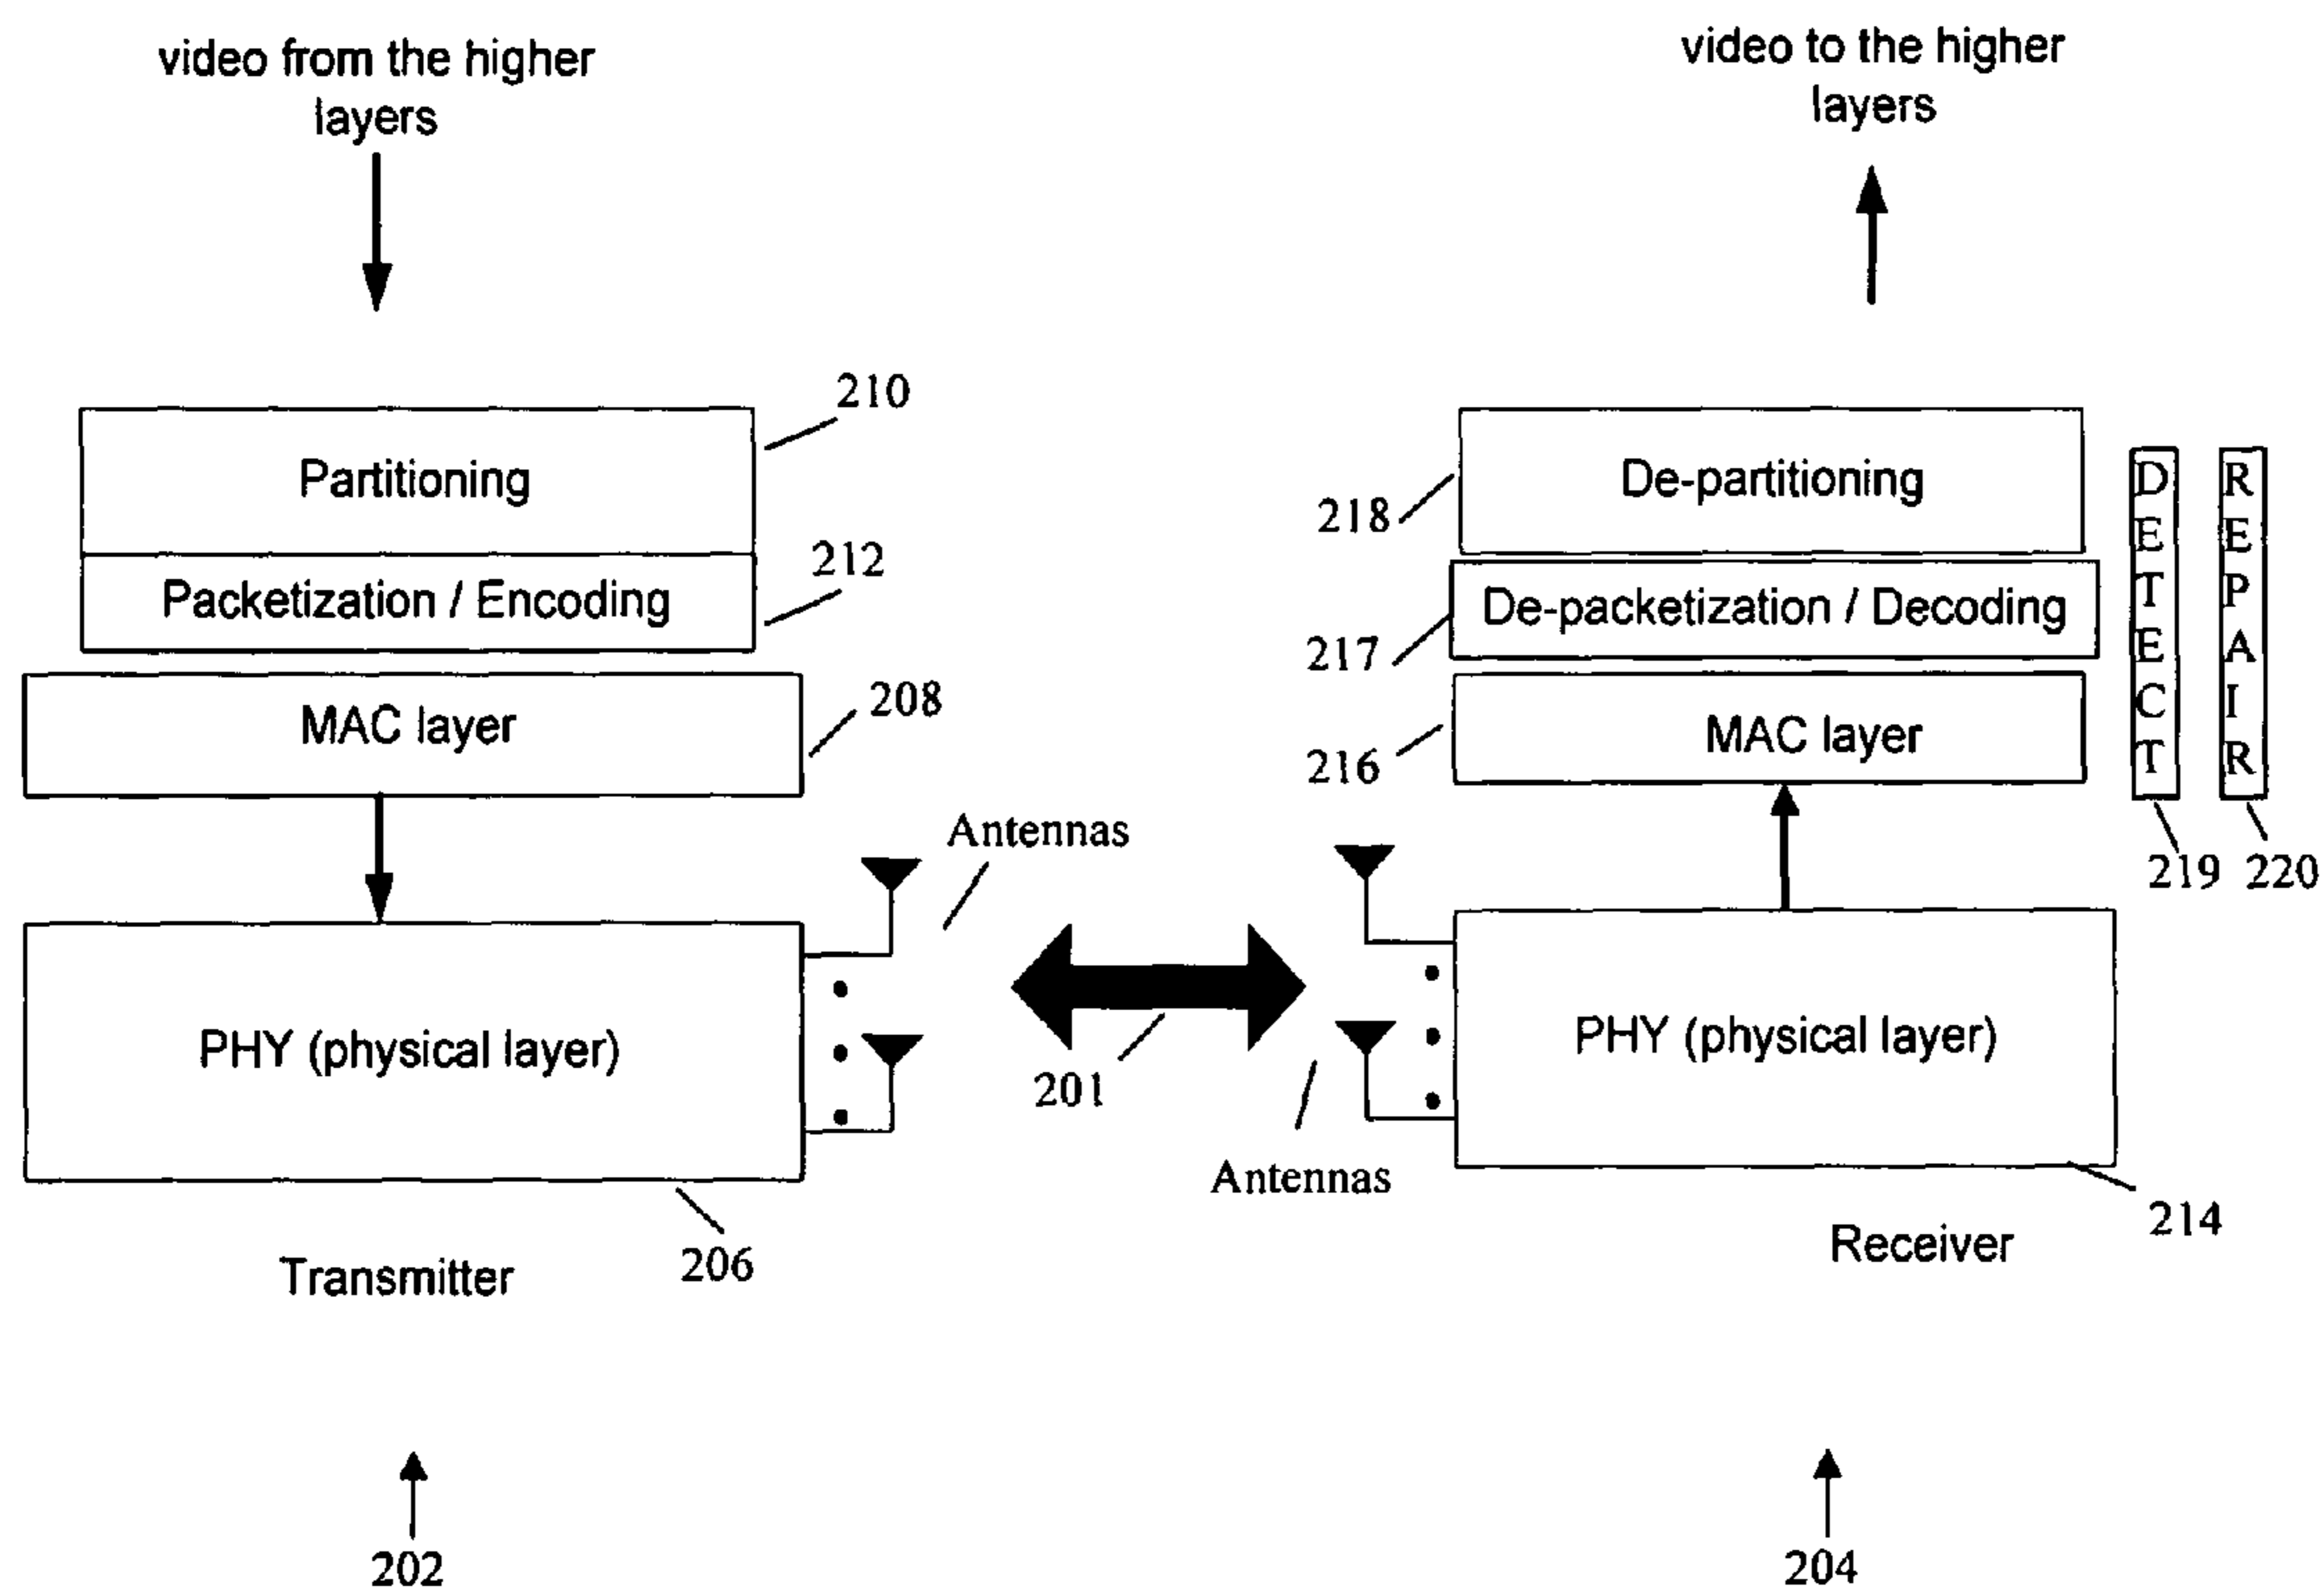 video from the higher
layers
210
Partitioning
212
Packetization / Encoding
MAC layer
208
Antennas
PHY (physical layer)
206
Transmitter
202
201
video to the higher
layers
De-partitioning
218
De-packetization / Decoding
217
MAC layer
216
DETECT
REPAIR
219
220
PHY (physical layer)
Antennas
214
Receiver
204